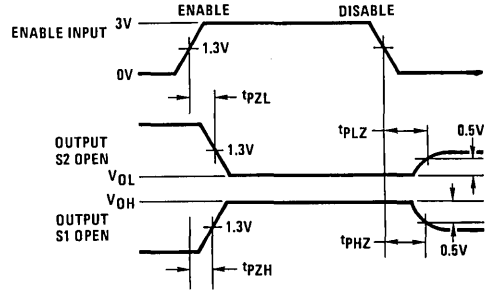 ENABLE
DISABLE
3V
ENABLE INPUT
1.3V
0V
tPZL
tPLZ
0.5V
OUTPUT
S2 OPEN
1.3V
VOL
VOH
OUTPUT
S1 OPEN
1.3V
tPHZ
0.5V
tPZH